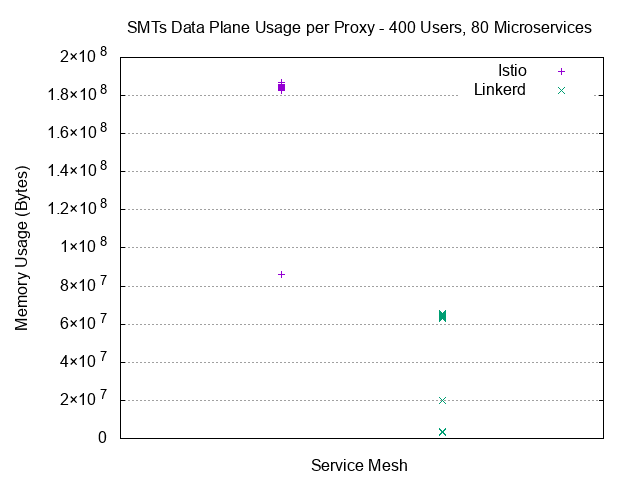 SMTs Data Plane Usage per Proxy - 400 Users, 80 Microservices
2×10^8
1.8×10^8
1.6×10^8
1.4×10^8
1.2×10^8
1×10^8
8×10^7
6×10^7
4×10^7
2×10^7
0
Memory Usage (Bytes)
Istio
Linkerd
Service Mesh